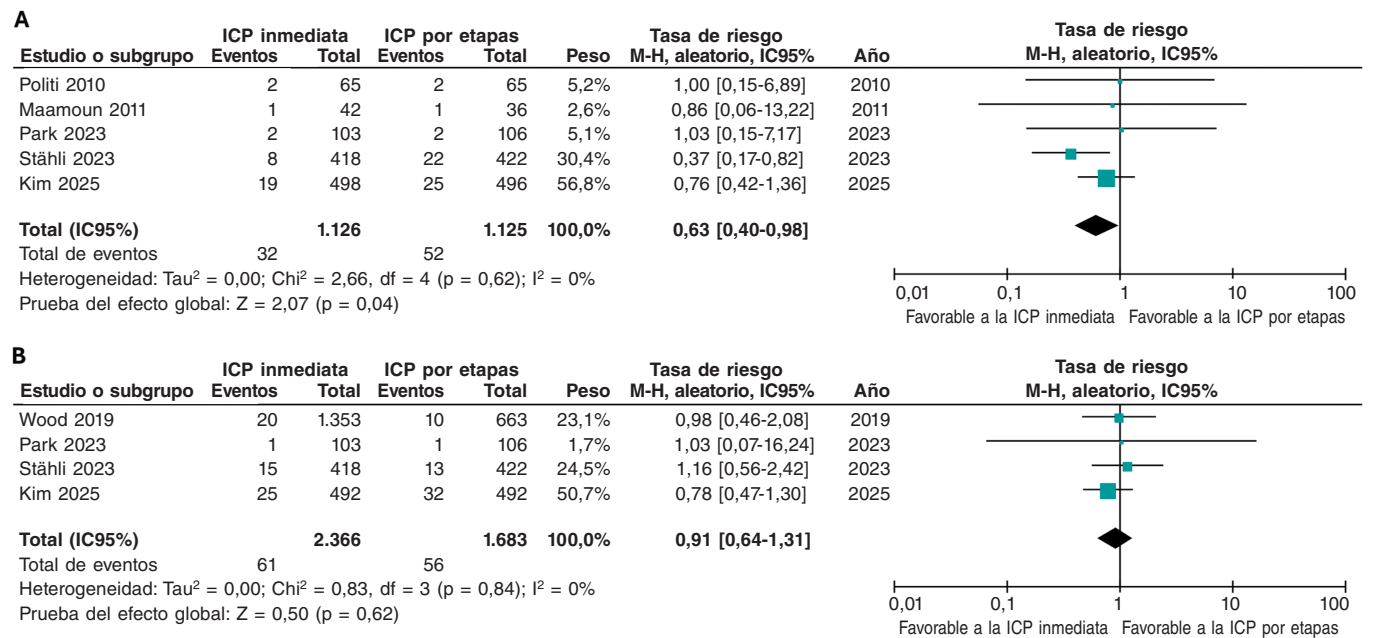 A
ICP inmediata ICP por etapas Tasa de riesgo Tasa de riesgo
Estudio o subgrupo Eventos Total Eventos Total Peso M-H, aleatorio, IC95% Año M-H, aleatorio, IC95%
Politi 2010 2 65 2 65 5,2% 1,00 [0,15-6,89] 2010
Maamoun 2011 1 42 1 36 2,6% 0,86 [0,06-13,22] 2011
Park 2023 2 103 2 106 5,1% 1,03 [0,15-7,17] 2023
Stähli 2023 8 418 22 422 30,4% 0,37 [0,17-0,82] 2023
Kim 2025 19 498 25 496 56,8% 0,76 [0,42-1,36] 2025
Total (IC95%) 1.126 1.125 100,0% 0,63 [0,40-0,98]
Total de eventos 32 52
Heterogeneidad: Tau² = 0,00; Chi² = 2,66, df = 4 (p = 0,62); I² = 0%
Prueba del efecto global: Z = 2,07 (p = 0,04)
0,01 0,1 1 10 100
Favorable a la ICP inmediata Favorable a la ICP por etapas
B
ICP inmediata ICP por etapas Tasa de riesgo Tasa de riesgo
Estudio o subgrupo Eventos Total Eventos Total Peso M-H, aleatorio, IC95% Año M-H, aleatorio, IC95%
Wood 2019 20 1.353 10 663 23,1% 0,98 [0,46-2,08] 2019
Park 2023 1 103 1 106 1,7% 1,03 [0,07-16,24] 2023
Stähli 2023 15 418 13 422 24,5% 1,16 [0,56-2,42] 2023
Kim 2025 25 492 32 492 50,7% 0,78 [0,47-1,30] 2025
Total (IC95%) 2.366 1.683 100,0% 0,91 [0,64-1,31]
Total de eventos 61 56
Heterogeneidad: Tau² = 0,00; Chi² = 0,83, df = 3 (p = 0,84); I² = 0%
Prueba del efecto global: Z = 0,50 (p = 0,62)
0,01 0,1 1 10 100
Favorable a la ICP inmediata Favorable a la ICP por etapas